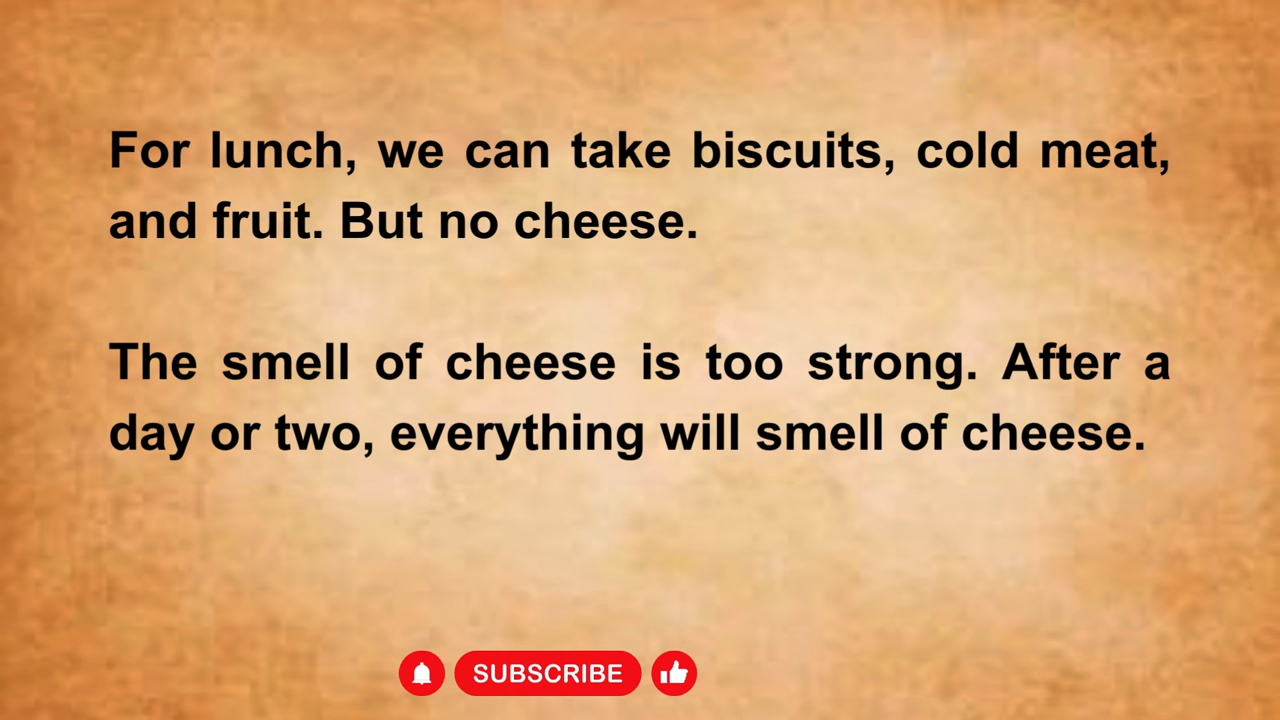 For lunch, we can take biscuits, cold meat,
and fruit. But no cheese.
The smell of cheese is too strong. After a
day or two, everything will smell of cheese.
SUBSCRIBE